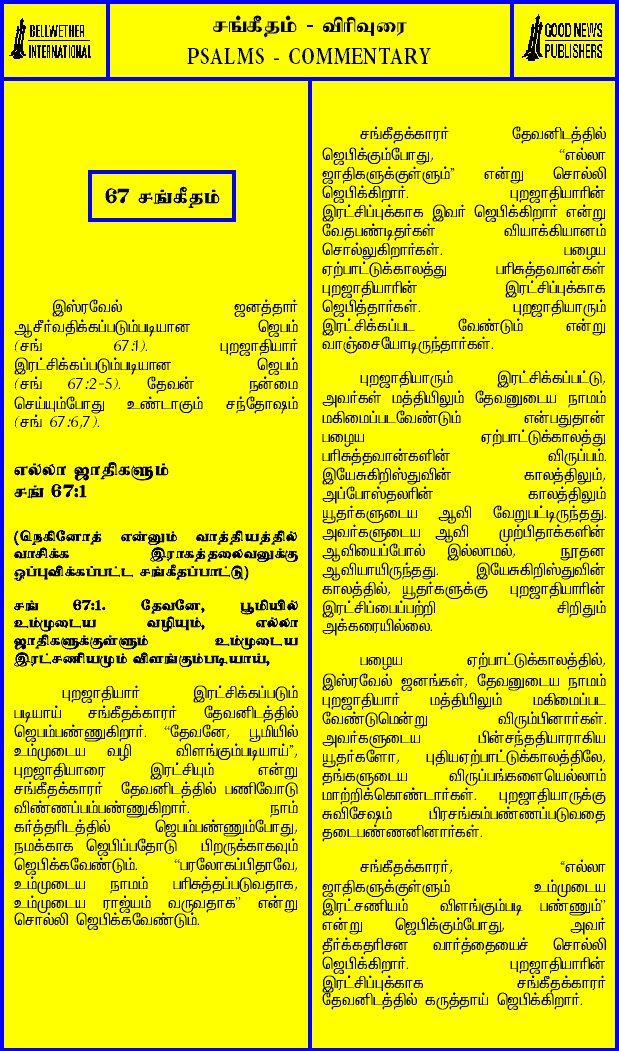 BELLWETHER
INTERNATIONAL
சங்கீதம் - விரிவுரை
PSALMS - COMMENTARY
GOOD NEWS
PUBLISHERS
67 சங்கீதம்
இஸ்ரவேல் ஜனத்தார்
ஆசீர்வதிக்கப்படும்படியான ஜெபம்
(சங் 67:1). புறஜாதியார்
இரட்சிக்கப்படும்படியான ஜெபம்
(சங் 67:2-5). தேவன் நன்மை
செய்யும்போது உண்டாகும் சந்தோஷம்
(சங் 67:6,7).
எல்லா ஜாதிகளும்
சங் 67:1
(நெகினோத் என்னும் வாத்தியத்தில்
வாசிக்க இராகத்தலைவனுக்கு
ஒப்புவிக்கப்பட்ட சங்கீதப்பாட்டு)
சங் 67:1. தேவனே, பூமியில்
உம்முடைய வழியும், எல்லா
ஜாதிகளுக்குள்ளும் உம்முடைய
இரட்சணியமும் விளங்கும்படியாய்,
புறஜாதியார் இரட்சிக்கப்படும்
படியாய் சங்கீதக்காரர் தேவனிடத்தில்
ஜெபம்பண்ணுகிறார். “தேவனே, பூமியில்
உம்முடைய வழி விளங்கும்படியாய்”,
புறஜாதியாரை இரட்சியும் என்று
சங்கீதக்காரர் தேவனிடத்தில் பணிவோடு
விண்ணப்பம்பண்ணுகிறார். நாம்
கர்த்தரிடத்தில் ஜெபம்பண்ணும்போது,
நமக்காக ஜெபிப்பதோடு பிறருக்காகவும்
ஜெபிக்கவேண்டும். “பரலோகப்பிதாவே,
உம்முடைய நாமம் பரிசுத்தப்படுவதாக,
உம்முடைய ராஜ்யம் வருவதாக” என்று
சொல்லி ஜெபிக்கவேண்டும்.
சங்கீதக்காரர் தேவனிடத்தில்
ஜெபிக்கும்போது, “எல்லா
ஜாதிகளுக்குள்ளும்” என்று சொல்லி
ஜெபிக்கிறார். புறஜாதியாரின்
இரட்சிப்புக்காக இவர் ஜெபிக்கிறார் என்று
வேதபண்டிதர்கள் வியாக்கியானம்
சொல்லுகிறார்கள். பழைய
ஏற்பாட்டுக்காலத்து பரிசுத்தவான்கள்
புறஜாதியாரின் இரட்சிப்புக்காக
ஜெபித்தார்கள். புறஜாதியாரும்
இரட்சிக்கப்பட வேண்டும் என்று
வாஞ்சையோடிருந்தார்கள்.
புறஜாதியாரும் இரட்சிக்கப்பட்டு,
அவர்கள் மத்தியிலும் தேவனுடைய நாமம்
மகிமைப்படவேண்டும் என்பதுதான்
பழைய ஏற்பாட்டுக்காலத்து
பரிசுத்தவான்களின் விருப்பம்.
இயேசுகிறிஸ்துவின் காலத்திலும்,
அப்போஸ்தலரின் காலத்திலும்
யூதர்களுடைய ஆவி வேறுபட்டிருந்தது.
அவர்களுடைய ஆவி முற்பிதாக்களின்
ஆவியைப்போல் இல்லாமல், நூதன
ஆவியாயிருந்தது. இயேசுகிறிஸ்துவின்
காலத்தில், யூதர்களுக்கு புறஜாதியாரின்
இரட்சிப்பைப்பற்றி சிறிதும்
அக்கரையில்லை.
பழைய ஏற்பாட்டுக்காலத்தில்,
இஸ்ரவேல் ஜனங்கள், தேவனுடைய நாமம்
புறஜாதியார் மத்தியிலும் மகிமைப்பட
வேண்டுமென்று விரும்பினார்கள்.
அவர்களுடைய பின்சந்ததியாராகிய
யூதர்களோ, புதியஏற்பாட்டுக்காலத்திலே,
தங்களுடைய விருப்பங்களையெல்லாம்
மாற்றிக்கொண்டார்கள். புறஜாதியாருக்கு
சுவிசேஷம் பிரசங்கம்பண்ணப்படுவதை
தடைபண்ணனினார்கள்.
சங்கீதக்காரர், “எல்லா
ஜாதிகளுக்குள்ளும் உம்முடைய
இரட்சணியம் விளங்கும்படி பண்ணும்”
என்று ஜெபிக்கும்போது, அவர்
தீர்க்கதரிசன வார்த்தையைச் சொல்லி
ஜெபிக்கிறார். புறஜாதியாரின்
இரட்சிப்புக்காக சங்கீதக்காரர்
தேவனிடத்தில் கருத்தாய் ஜெபிக்கிறார்.